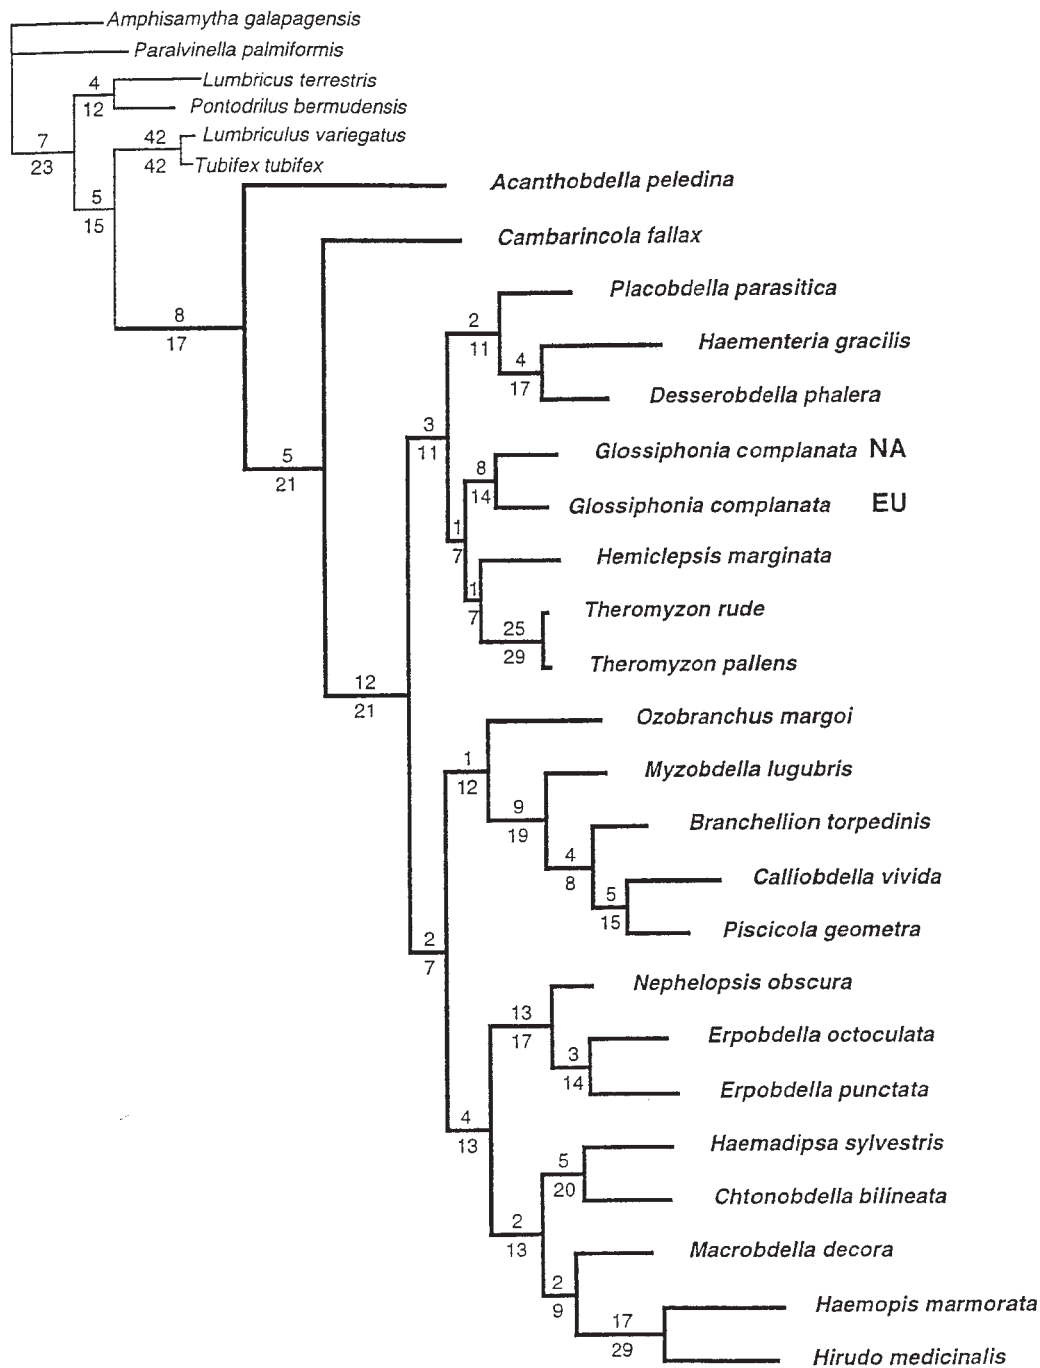 Amphisamytha galapagensis
Paralvinella palmiformis
4
Lumbricus terrestris
12
Pontodrilus bermudensis
7
23
42
Lumbriculus variegatus
42
Tubifex tubifex
5
15
Acanthobdella peledina
Cambarincola fallax
8
17
Placobdella parasitica
2
11
Haementeria gracilis
4
17
Desserobdella phalera
3
11
Glossiphonia complanata NA
8
14
Glossiphonia complanata EU
5
21
1
7
Hemiclepsis marginata
1
7
Theromyzon rude
25
29
Theromyzon pallens
12
21
Ozobranchus margoi
1
12
Myzobdella lugubris
9
19
Branchellion torpedinis
4
8
Calliobdella vivida
5
15
Piscicola geometra
2
7
Nephelopsis obscura
13
17
Erpobdella octoculata
3
14
Erpobdella punctata
4
13
Haemadipsa sylvestris
5
20
Chtonobdella bilineata
2
13
Macrobdella decora
2
9
Haemopis marmorata
17
29
Hirudo medicinalis